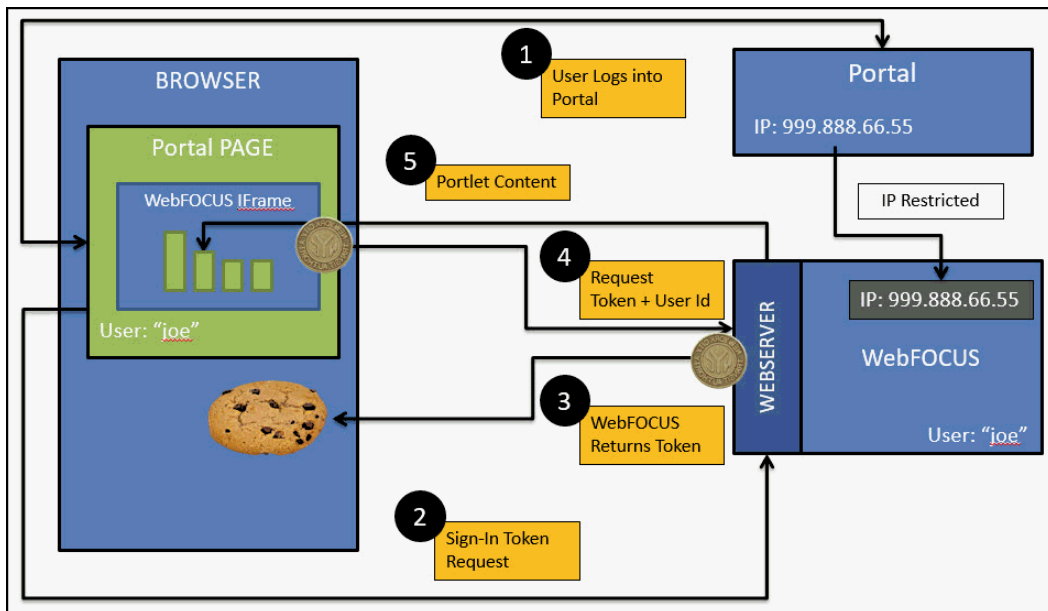 1
User Logs into
Portal
BROWSER
Portal
IP: 999.888.66.55
Portal PAGE
5
Portlet Content
WebFOCUS IFrame
IP Restricted
4
Request
Token + User Id
IP: 999.888.66.55
User: “joe”
WEBSERVER
WebFOCUS
3
WebFOCUS
Returns Token
User: “joe”
2
Sign-In Token
Request